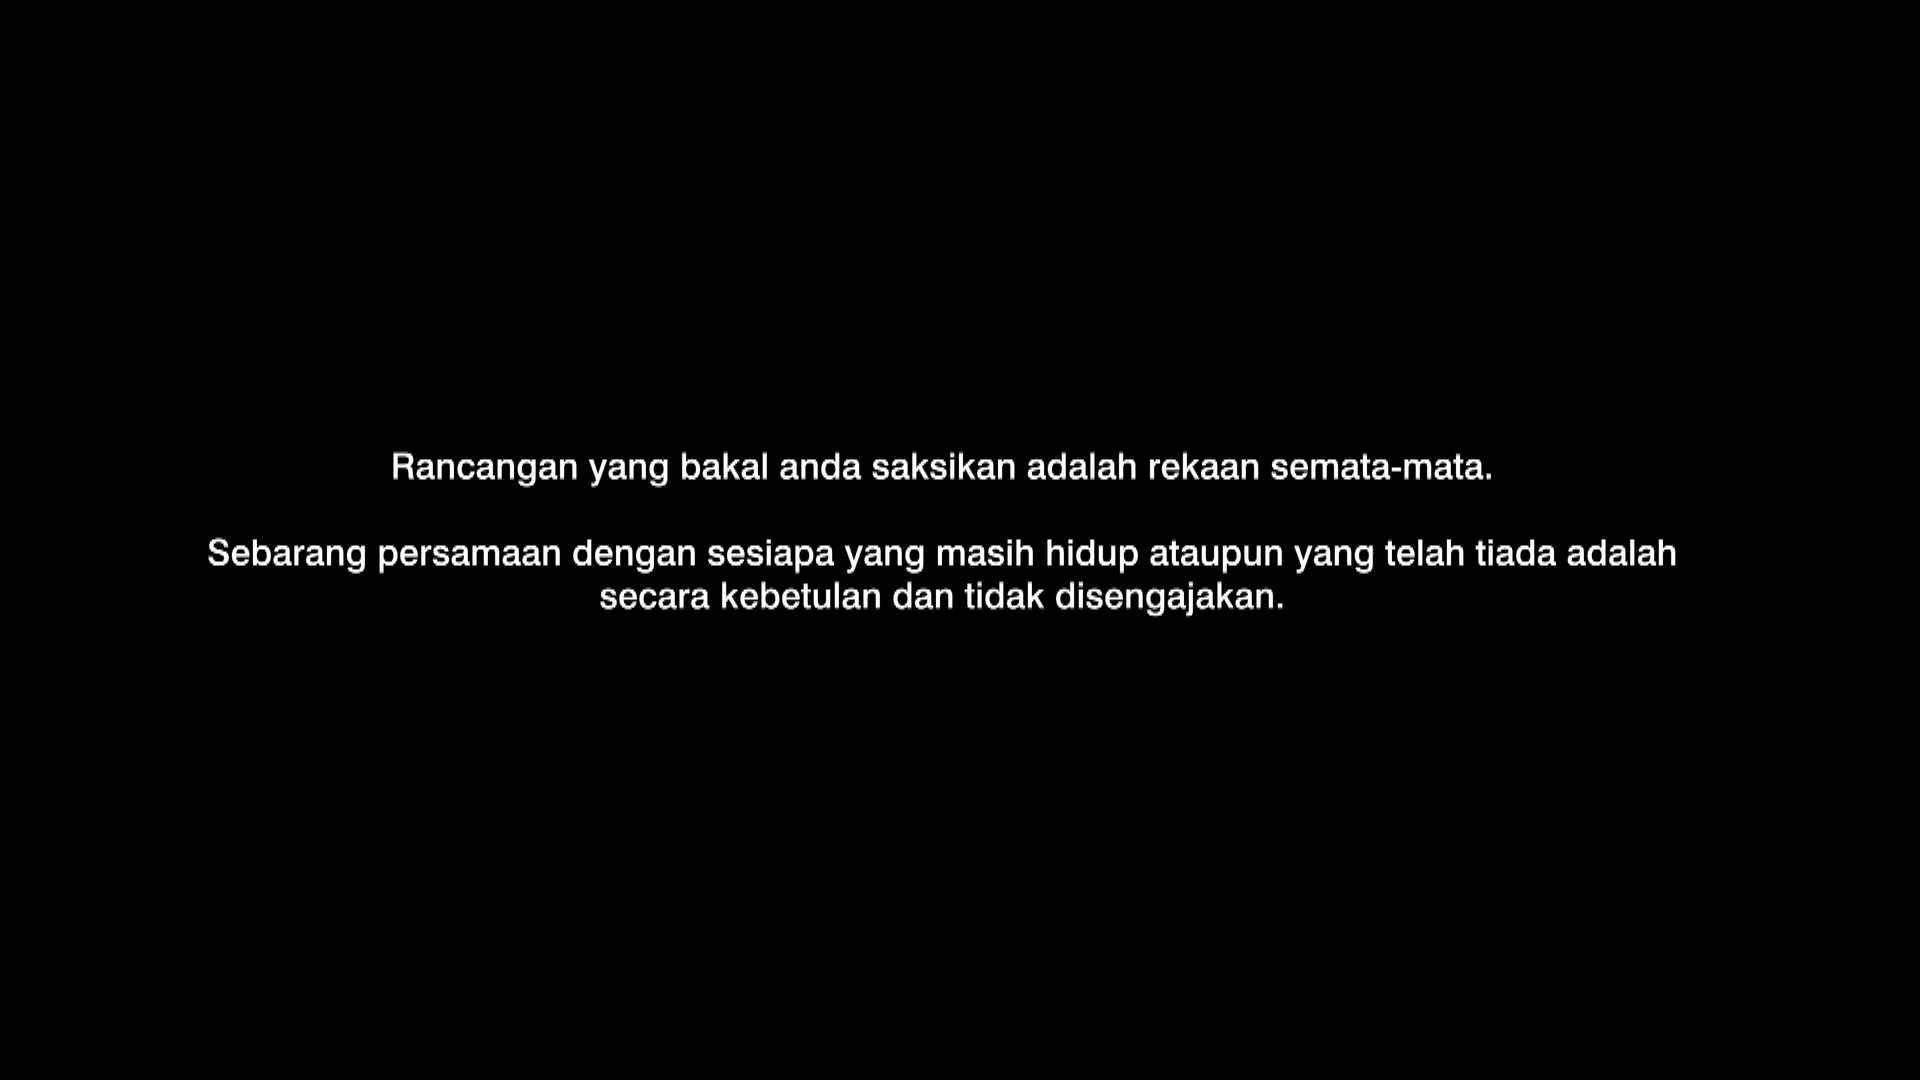 Rancangan yang bakal anda saksikan adalah rekaan semata-mata.
Sebarang persamaan dengan sesiapa yang masih hidup ataupun yang telah tiada adalah
secara kebetulan dan tidak disengajakan.